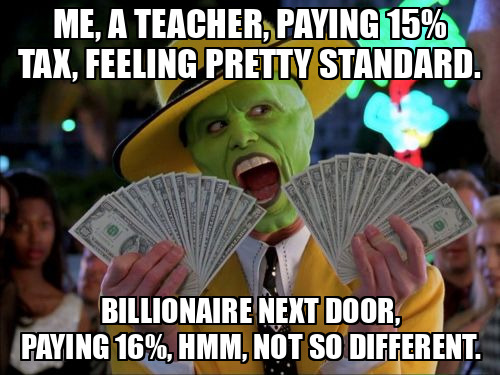 ME, A TEACHER, PAYING 15%
TAX, FEELING PRETTY STANDARD.
BILLIONAIRE NEXT DOOR,
PAYING 16%, HMM, NOT SO DIFFERENT.